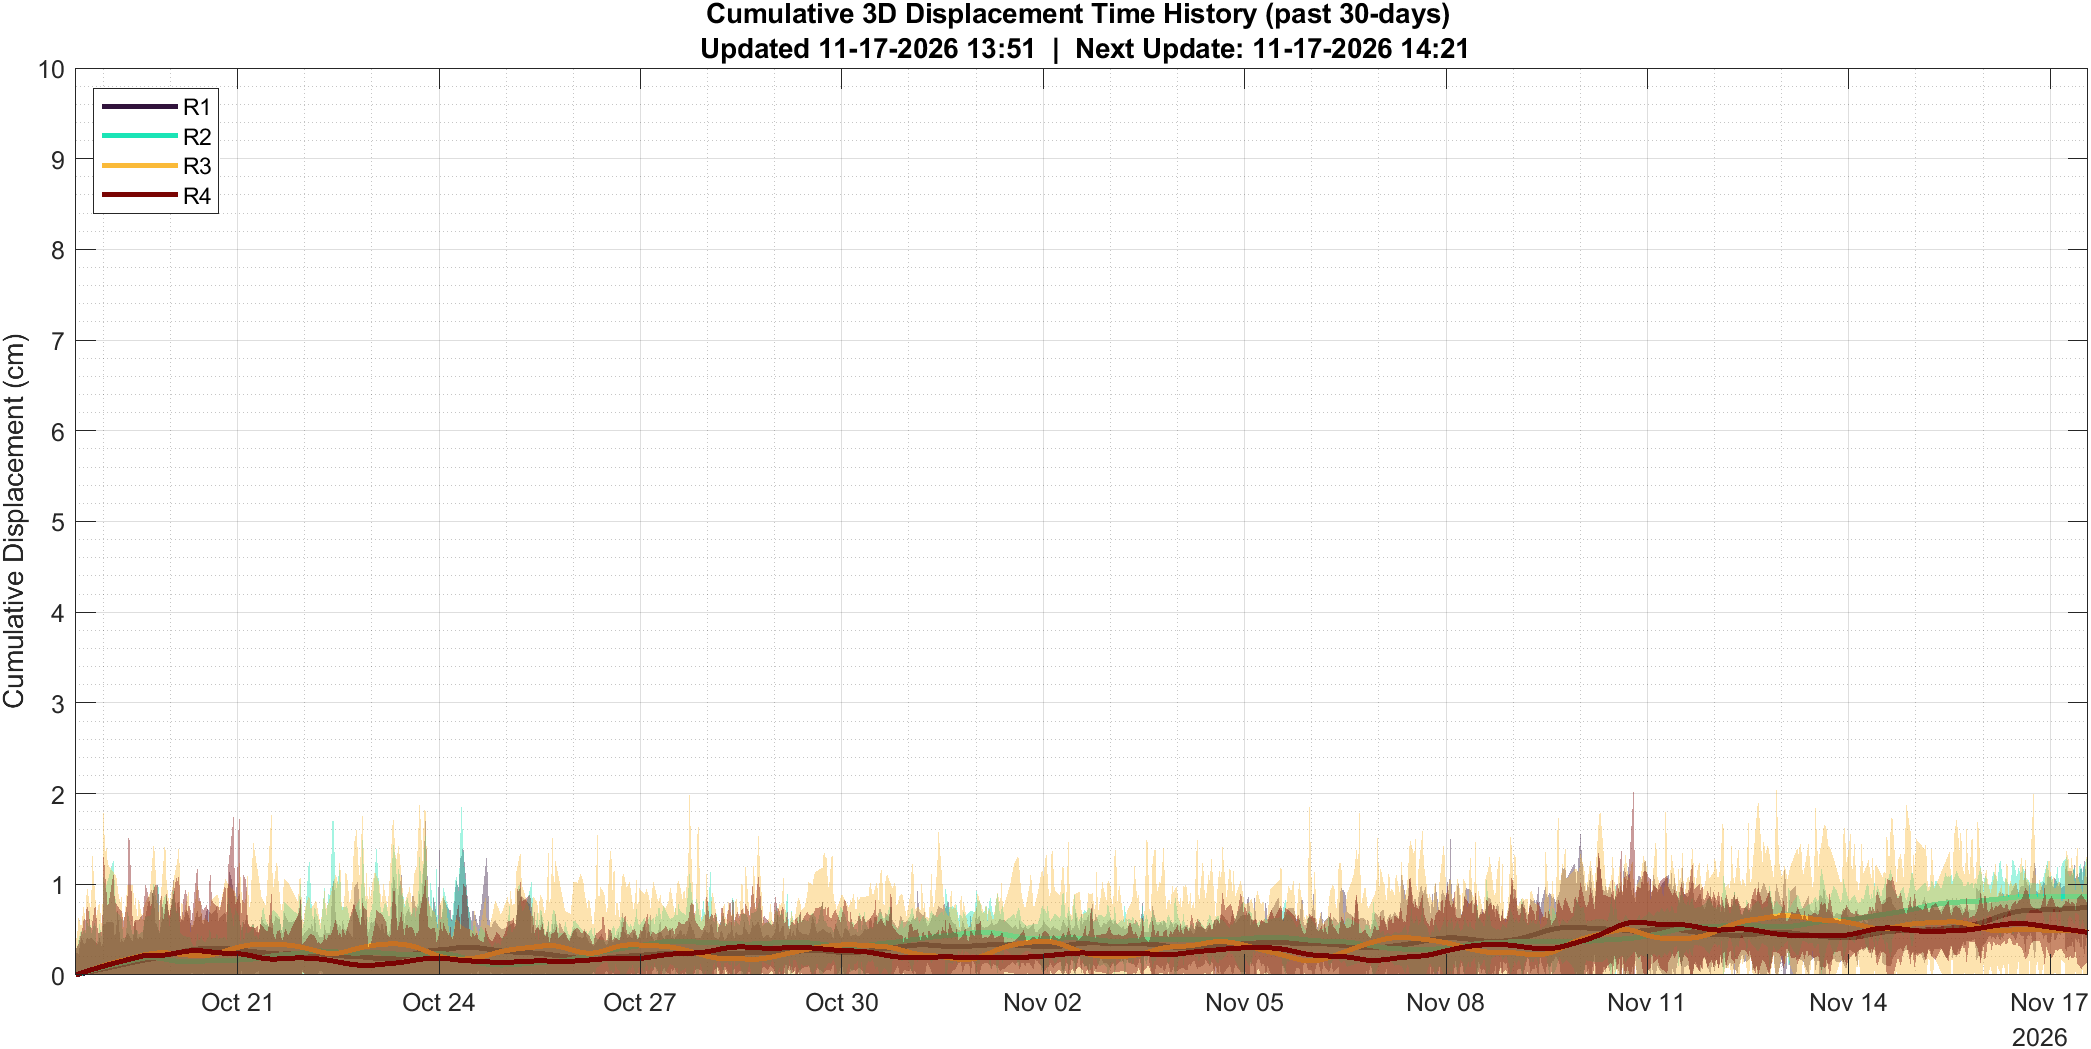 Cumulative 3D Displacement Time History (past 30-days)
Updated 11-17-2026 13:51 | Next Update: 11-17-2026 14:21
R1
R2
R3
R4
Cumulative Displacement (cm)
10
9
8
7
6
5
4
3
2
1
0
Oct 21 Oct 24 Oct 27 Oct 30 Nov 02 Nov 05 Nov 08 Nov 11 Nov 14 Nov 17
2026